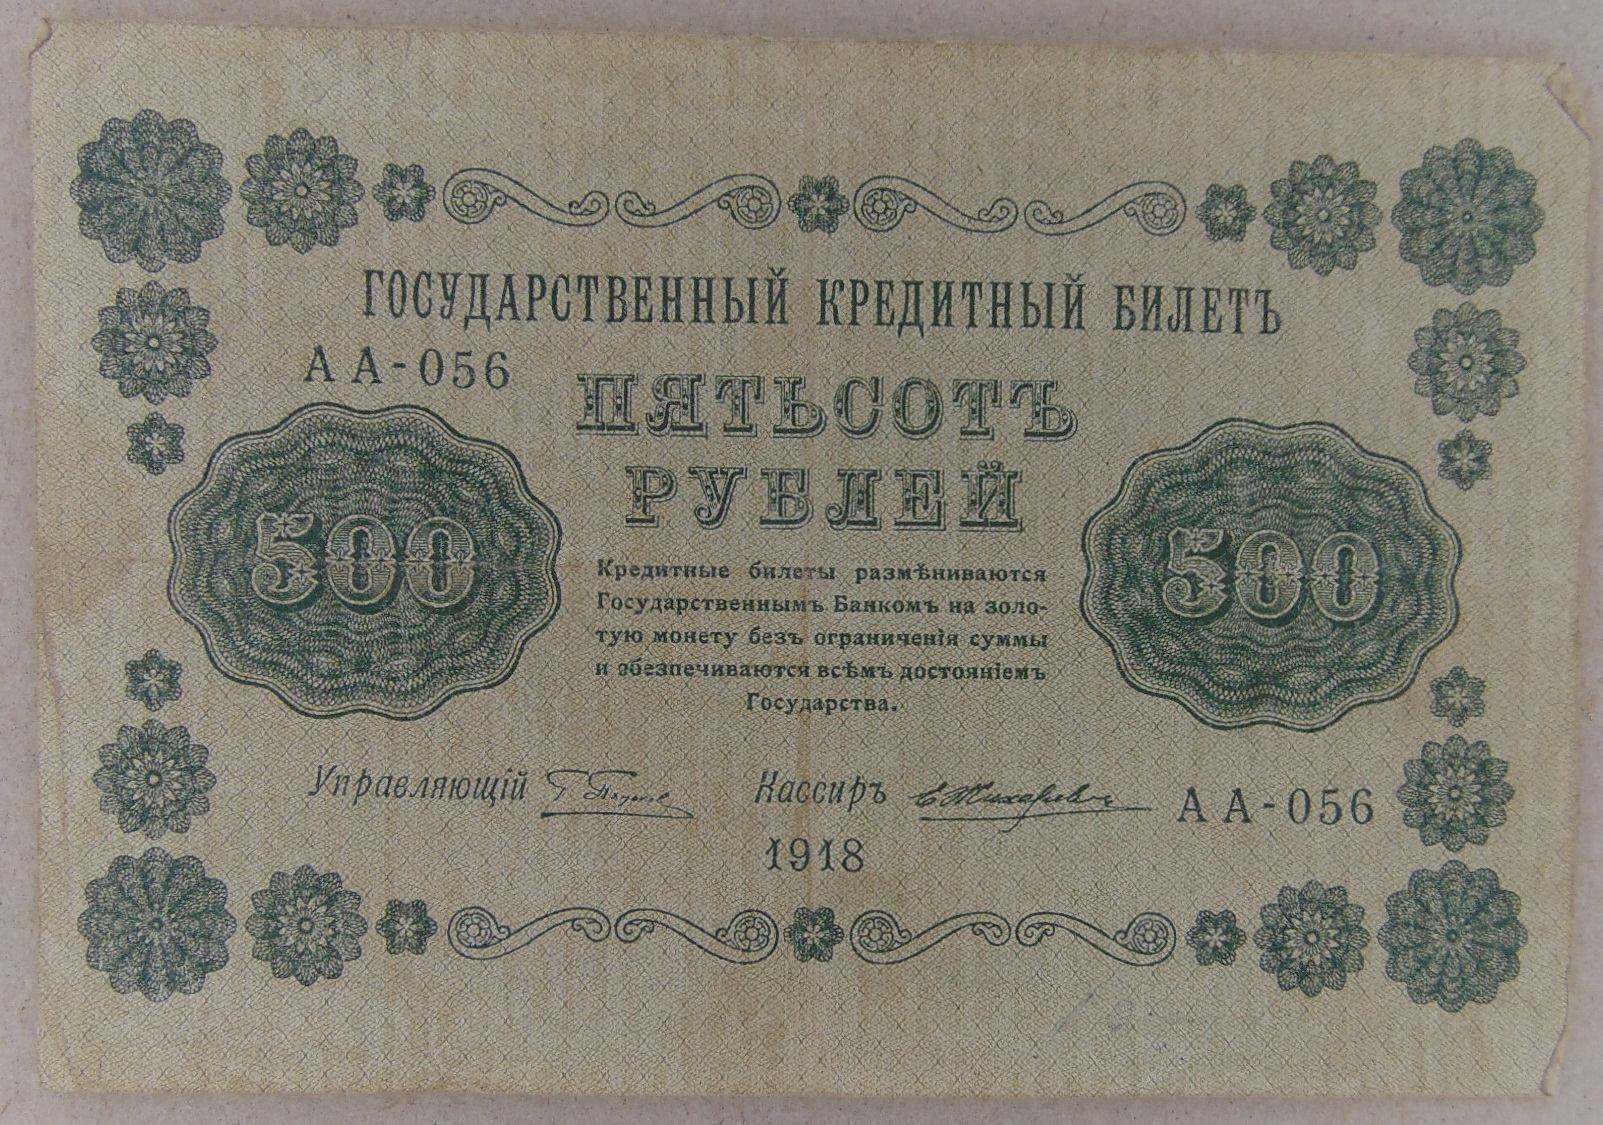 ГОСУДАРСТВЕННЫЙ КРЕДИТНЫЙ БИЛЕТЪ
АА-056
ПЯТЬСОТЪ
РУБЛЕЙ
500
500
Кредитные билеты размѣниваются
Государственнымъ Банкомъ на золо-
тую монету безъ ограниченія суммы
и обезпечиваются всѣмъ достояніемъ
Государства.
Управляющій
Кассиръ
АА-056
1918